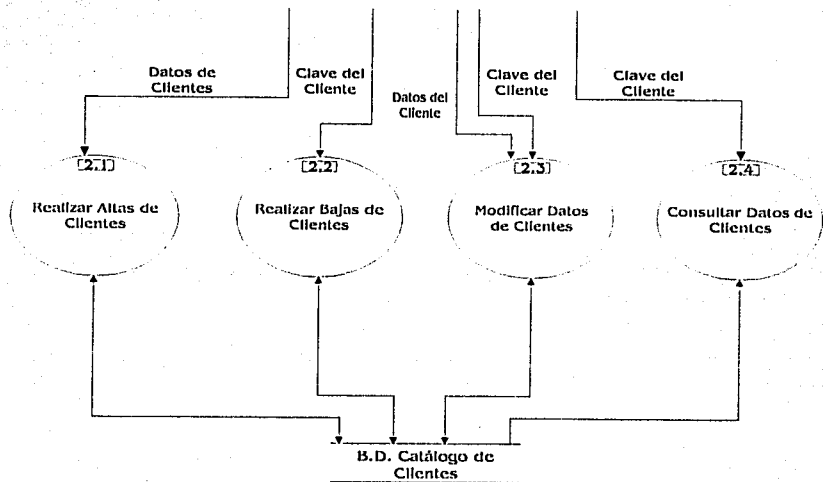 Datos de
Clientes
Clave del
Cliente
Datos del
Cliente
Clave del
Cliente
Clave del
Cliente
[2.1]
Realizar Altas de
Clientes
[2.2]
Realizar Bajas de
Clientes
[2.3]
Modificar Datos
de Clientes
[2.4]
Consultar Datos de
Clientes
B.D. Catálogo de
Clientes